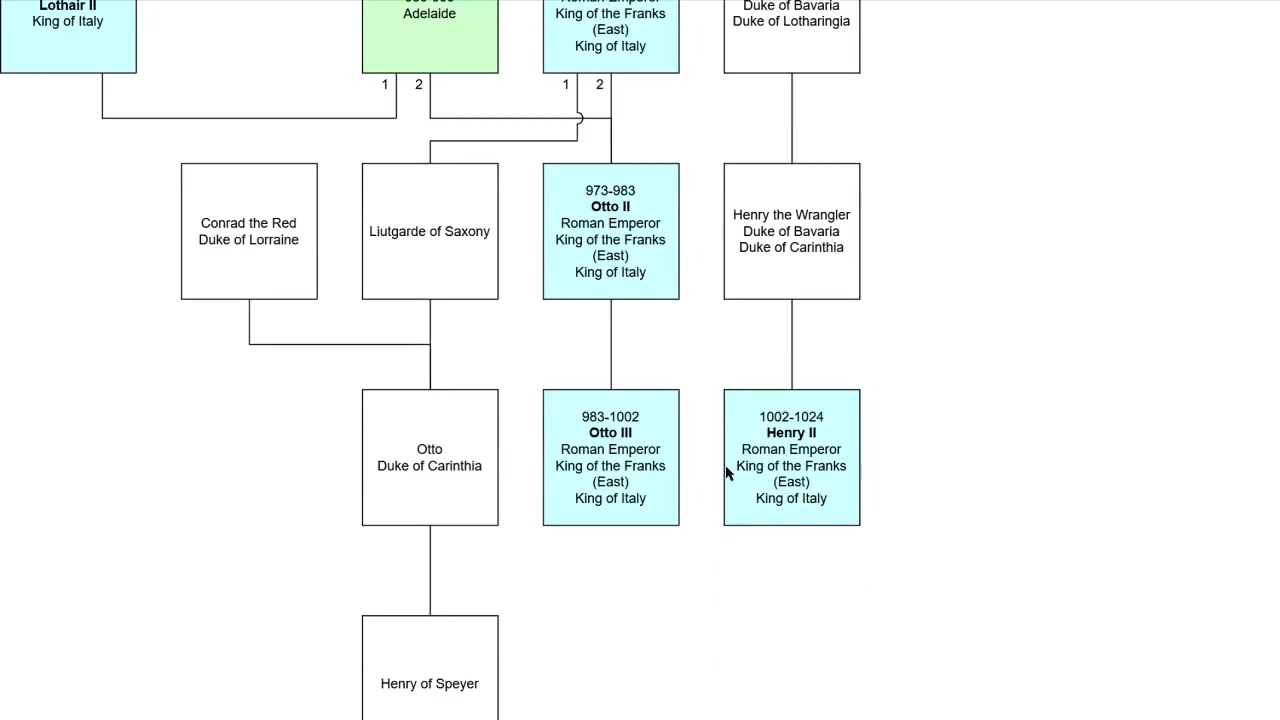 Lothair II
King of Italy
Adelaide
Roman Emperor
King of the Franks
(East)
King of Italy
Duke of Bavaria
Duke of Lotharingia
1
2
1
2
Conrad the Red
Duke of Lorraine
Liutgarde of Saxony
973-983
Otto II
Roman Emperor
King of the Franks
(East)
King of Italy
Henry the Wrangler
Duke of Bavaria
Duke of Carinthia
Otto
Duke of Carinthia
983-1002
Otto III
Roman Emperor
King of the Franks
(East)
King of Italy
1002-1024
Henry II
Roman Emperor
King of the Franks
(East)
King of Italy
Henry of Speyer